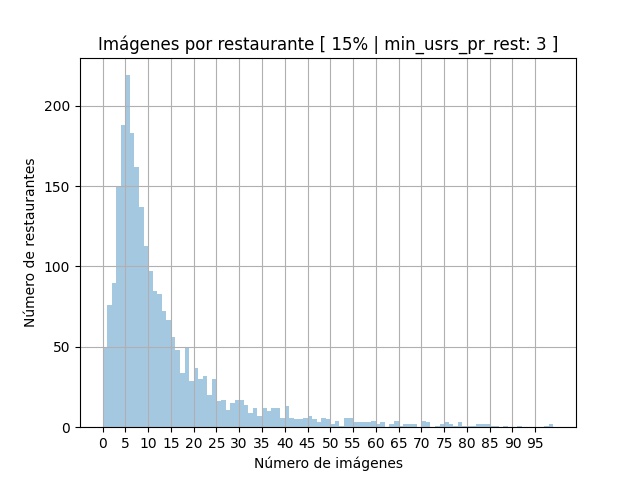 Imágenes por restaurante [ 15% | min_usrs_pr_rest: 3 ]
200
150
100
50
0
Número de restaurantes
0 5 10 15 20 25 30 35 40 45 50 55 60 65 70 75 80 85 90 95
Número de imágenes